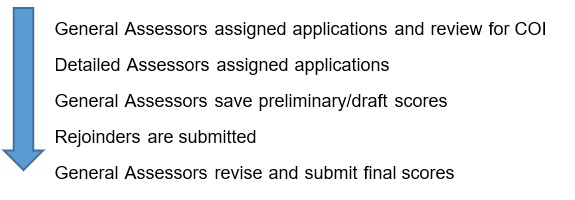 General Assessors assigned applications and review for COI
Detailed Assessors assigned applications
General Assessors save preliminary/draft scores
Rejoinders are submitted
General Assessors revise and submit final scores